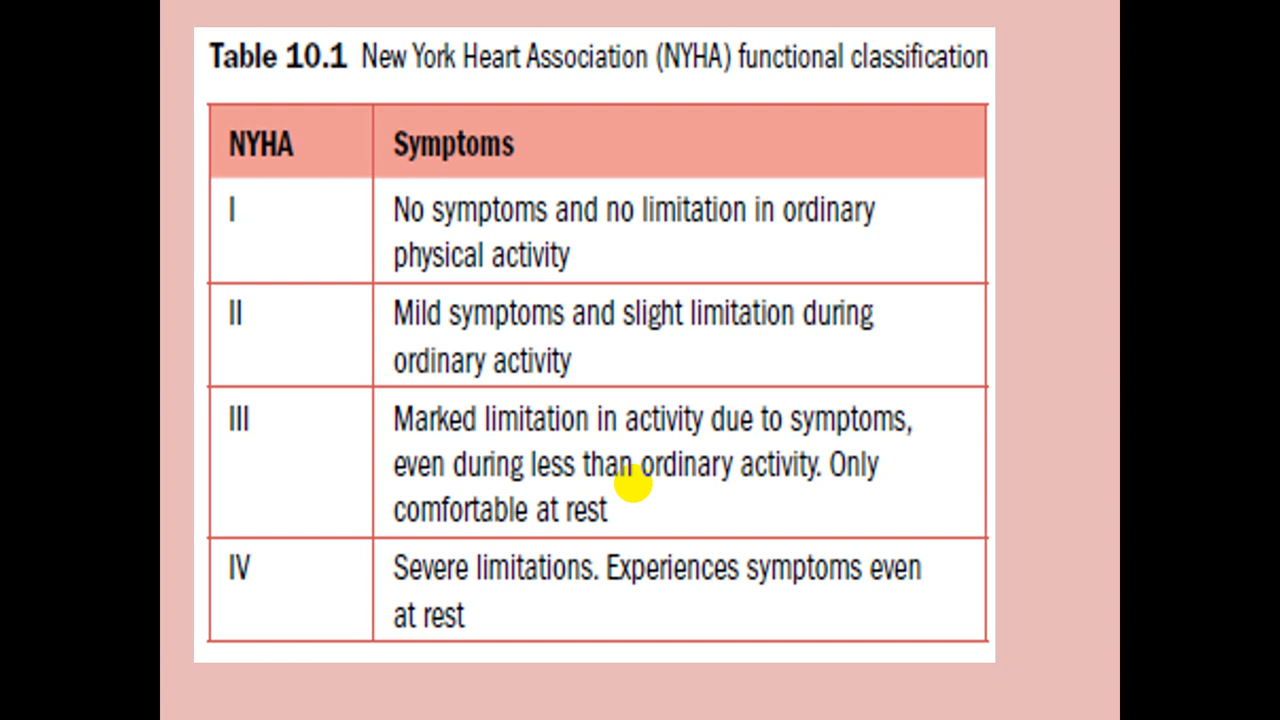 Table 10.1 New York Heart Association (NYHA) functional classification
NYHA Symptoms
I No symptoms and no limitation in ordinary
physical activity
II Mild symptoms and slight limitation during
ordinary activity
III Marked limitation in activity due to symptoms,
even during less than ordinary activity. Only
comfortable at rest
IV Severe limitations. Experiences symptoms even
at rest